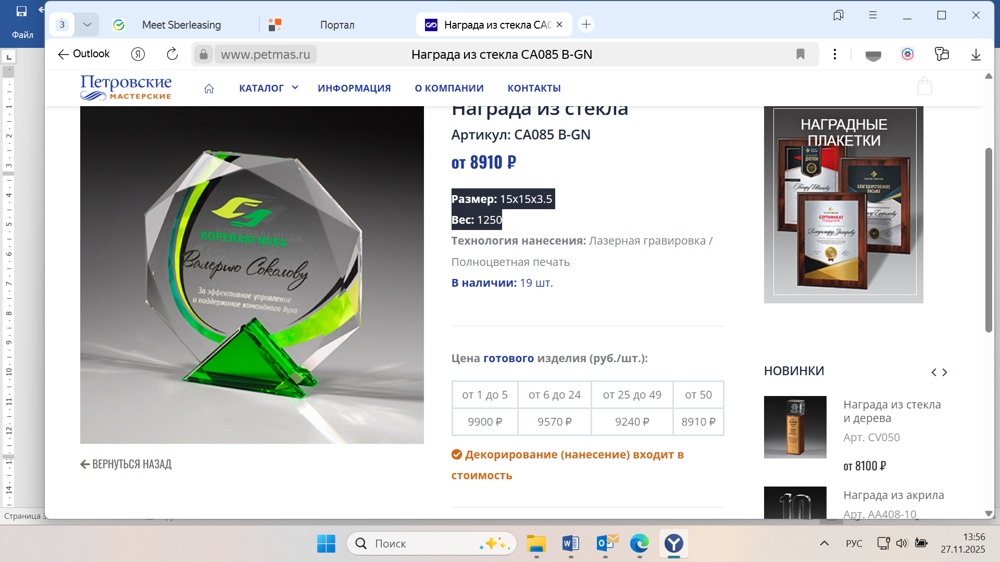 Файл
3
Meet Sberleasing
Портал
Награда из стекла CA0
Outlook
www.petmas.ru
Награда из стекла CA085 B-GN
Петровские
МАСТЕРСКИЕ
КАТАЛОГ
ИНФОРМАЦИЯ
О КОМПАНИИ
КОНТАКТЫ
Награда из стекла
Артикул: CA085 B-GN
от 8910 ₽
Размер: 15x15x3.5
Вес: 1250
Технология нанесения: Лазерная гравировка /
Полноцветная печать
В наличии: 19 шт.
KOPERASI NUSA
Валерию Соколову
За эффективное управление
и поддержание командного духа
Цена готового изделия (руб./шт.):
от 1 до 5 от 6 до 24 от 25 до 49 от 50
9900 ₽ 9570 ₽ 9240 ₽ 8910 ₽
Декорирование (нанесение) входит в
стоимость
ВЕРНУТЬСЯ НАЗАД
НАГРАДНЫЕ
ПЛАКЕТКИ
БЛАГОДАРСТВЕННОЕ
ПИСЬМО
СЕРТИФИКАТ
Владимиру Захарову
НОВИНКИ
Награда из стекла
и дерева
Арт. CV050
от 8100 ₽
10
Награда из акрила
Арт. AA408-10
Страница 3
Поиск
РУС
13:56
27.11.2025